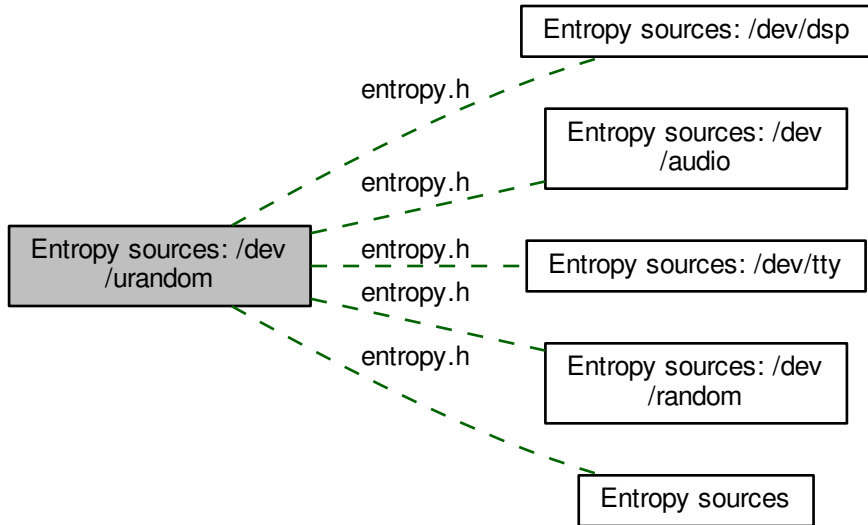 Entropy sources: /dev/dsp
entropy.h
Entropy sources: /dev
/audio
entropy.h
Entropy sources: /dev
/urandom
entropy.h
Entropy sources: /dev/tty
entropy.h
Entropy sources: /dev
/random
entropy.h
Entropy sources